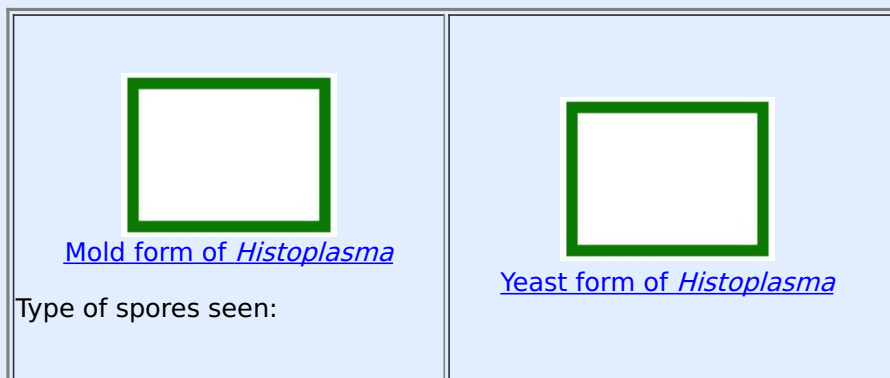 Mold form of Histoplasma
Type of spores seen:
Yeast form of Histoplasma